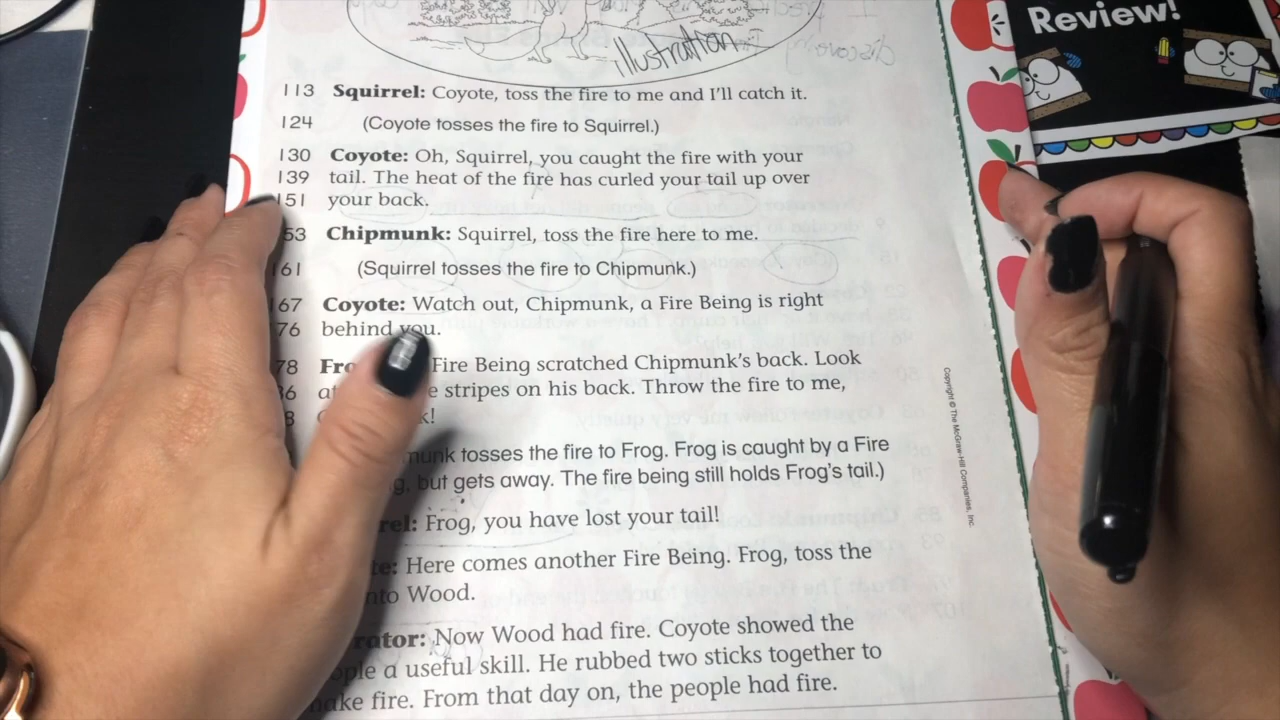 Review!
illustration
113 Squirrel: Coyote, toss the fire to me and I'll catch it.
124 (Coyote tosses the fire to Squirrel.)
130 Coyote: Oh, Squirrel, you caught the fire with your
139 tail. The heat of the fire has curled your tail up over
151 your back.
53 Chipmunk: Squirrel, toss the fire here to me.
161 (Squirrel tosses the fire to Chipmunk.)
167 Coyote: Watch out, Chipmunk, a Fire Being is right
76 behind you.
78 Fire Being scratched Chipmunk's back. Look
stripes on his back. Throw the fire to me,
tosses the fire to Frog. Frog is caught by a Fire
but gets away. The fire being still holds Frog's tail.)
Frog, you have lost your tail!
Here comes another Fire Being. Frog, toss the
Wood.
Now Wood had fire. Coyote showed the
a useful skill. He rubbed two sticks together to
fire. From that day on, the people had fire.
Copyright © The McGraw-Hill Companies, Inc.